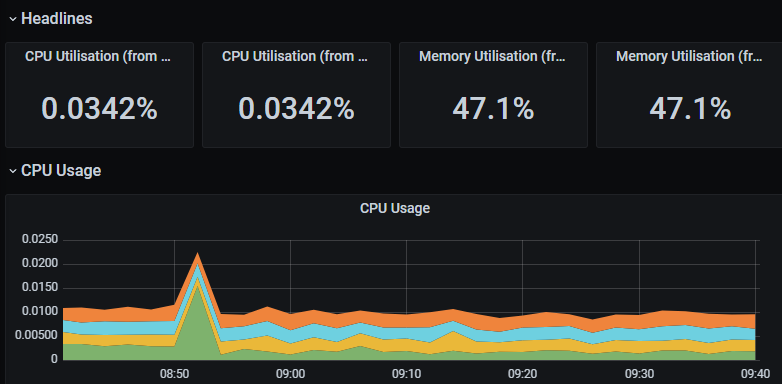 Headlines
CPU Utilisation (from ...
CPU Utilisation (from ...
Memory Utilisation (fr...
Memory Utilisation (fr...
0.0342%
0.0342%
47.1%
47.1%
CPU Usage
CPU Usage
0.0250
0.0200
0.0150
0.0100
0.00500
0
08:50 09:00 09:10 09:20 09:30 09:40